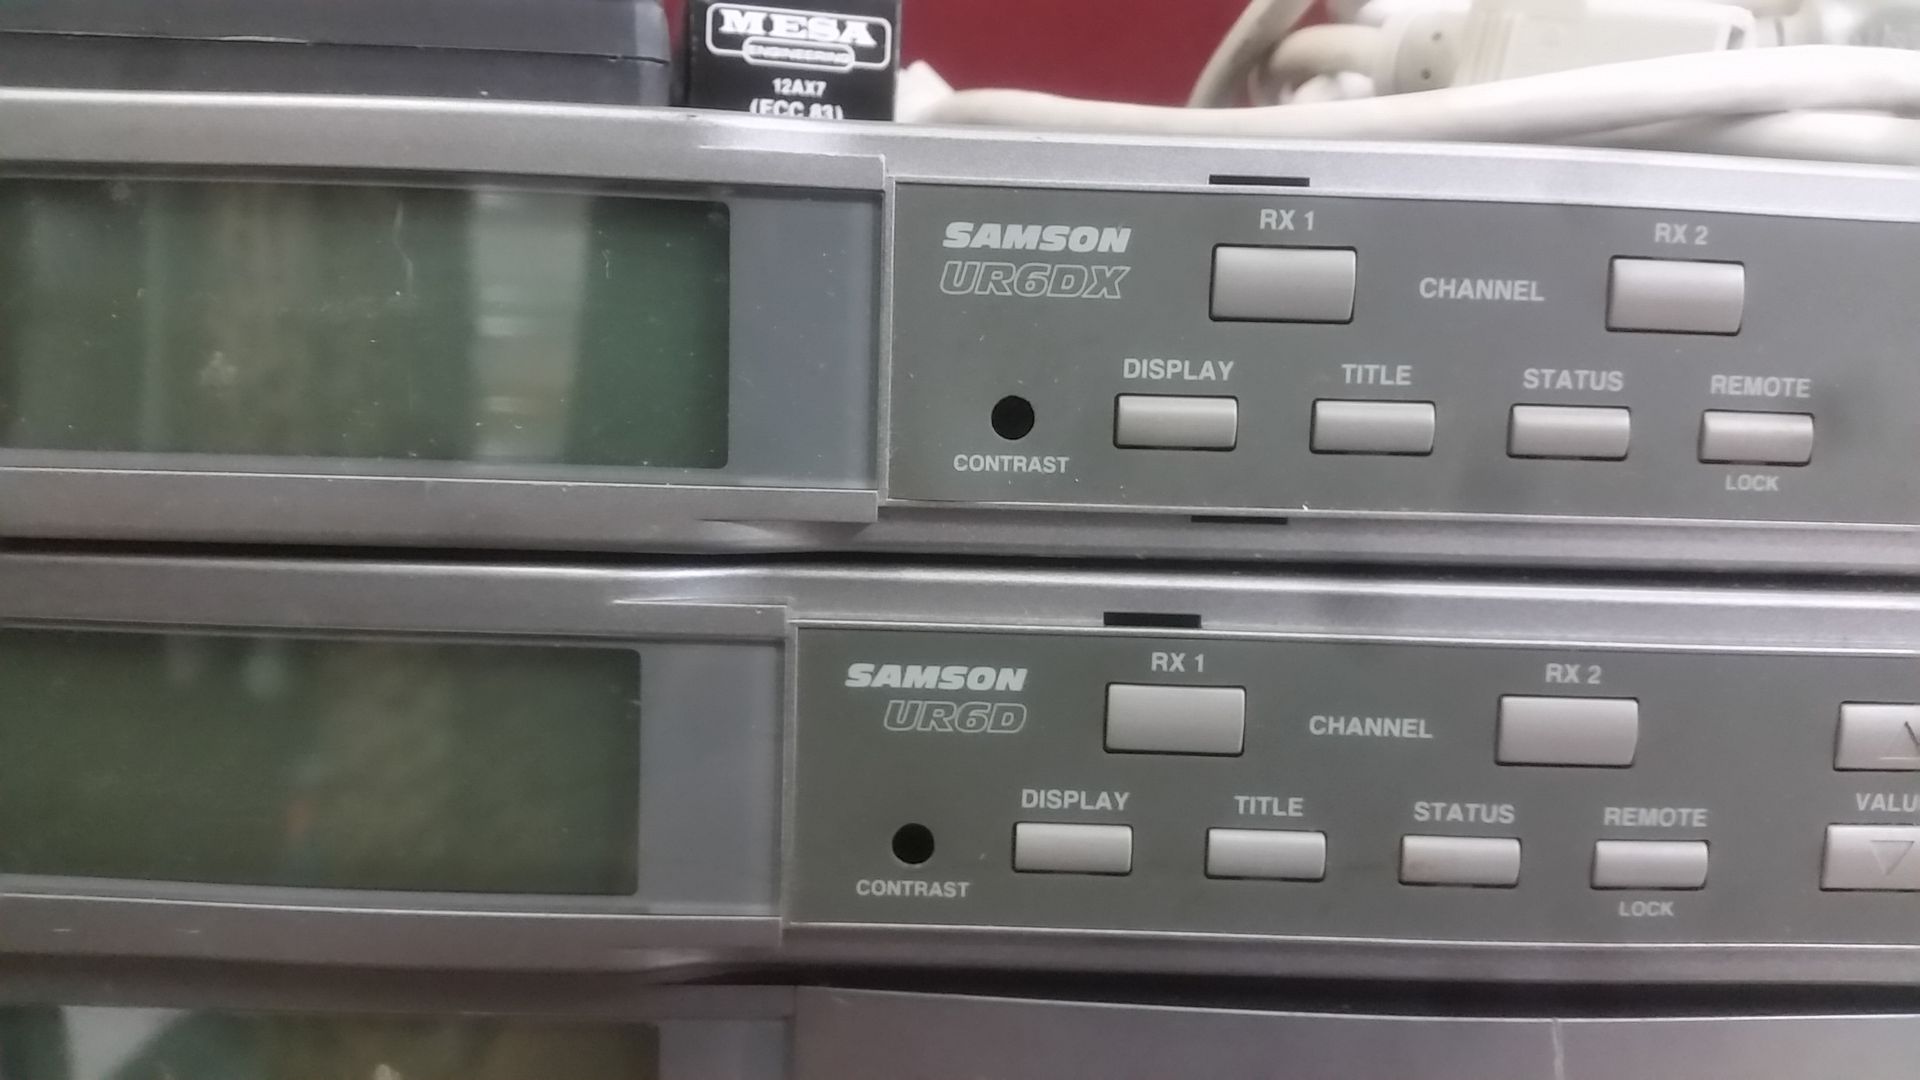 MESA
ENGINEERING
12AX7
(ECC 83)
SAMSON
UR6DX
RX 1
CHANNEL
RX 2
CONTRAST
DISPLAY
TITLE
STATUS
REMOTE
LOCK
SAMSON
UR6D
RX 1
CHANNEL
RX 2
CONTRAST
DISPLAY
TITLE
STATUS
REMOTE
LOCK
VALU